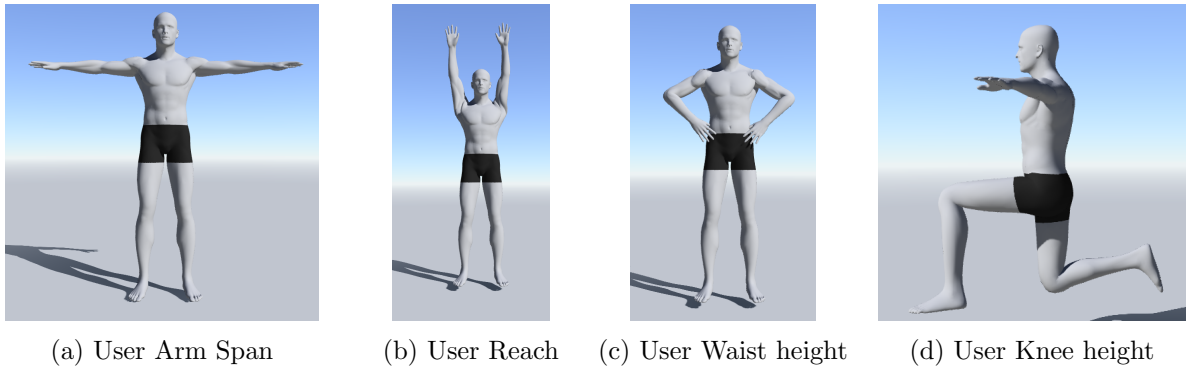 (a) User Arm Span
(b) User Reach
(c) User Waist height
(d) User Knee height